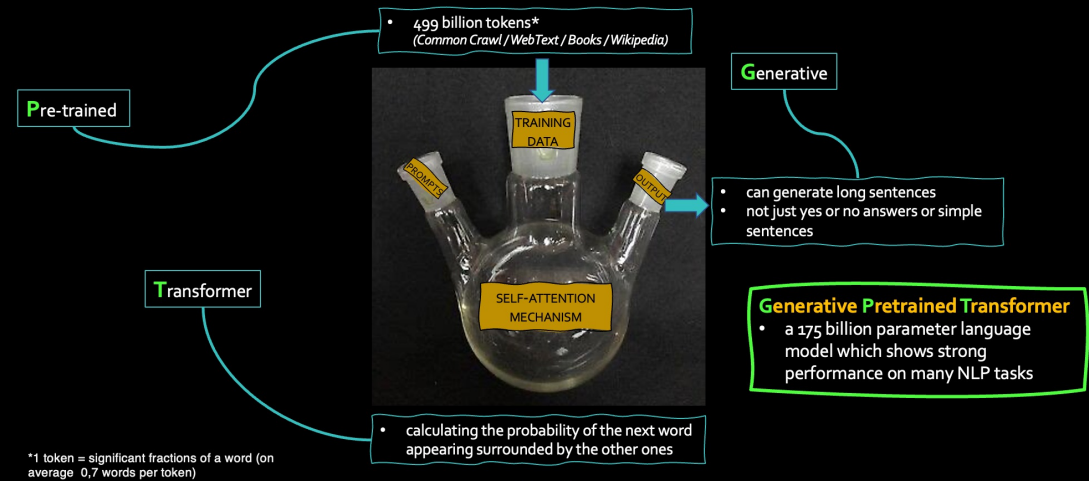 • 499 billion tokens*
(Common Crawl / WebText / Books / Wikipedia)
Generative
Pre-trained
TRAINING
DATA
PROMPTS
OUTPUT
• can generate long sentences
• not just yes or no answers or simple
sentences
Transformer
SELF-ATTENTION
MECHANISM
Generative Pretrained Transformer
• a 175 billion parameter language
model which shows strong
performance on many NLP tasks
• calculating the probability of the next word
appearing surrounded by the other ones
*1 token = significant fractions of a word (on
average 0,7 words per token)